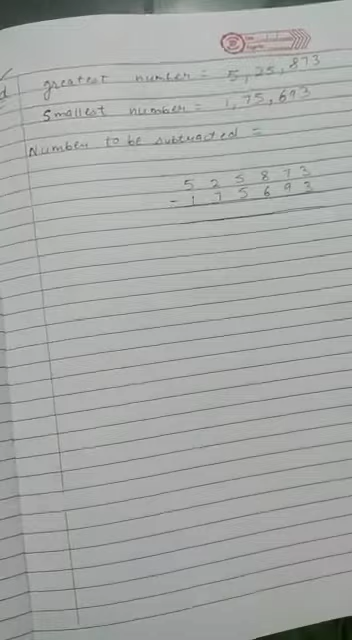 greatest number = 5,25,873
Smallest number = 1,75,693
Number to be subtracted =
5 2 5 8 7 3
- 1 7 5 6 9 3